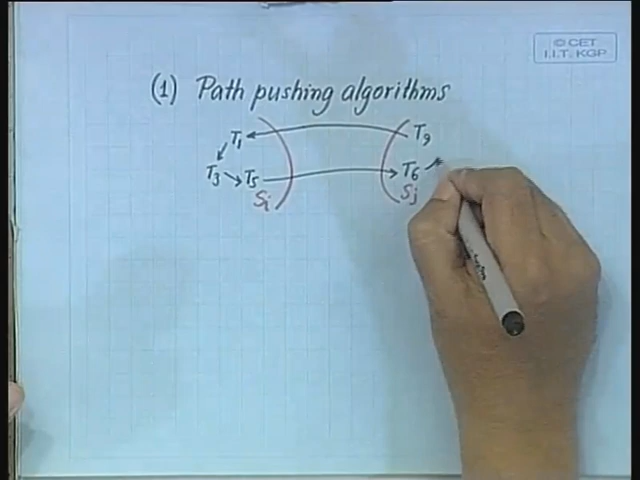 © CET
I.I.T. KGP
(1) Path pushing algorithms
T1 T9
T3 T5 T6
Si Sj